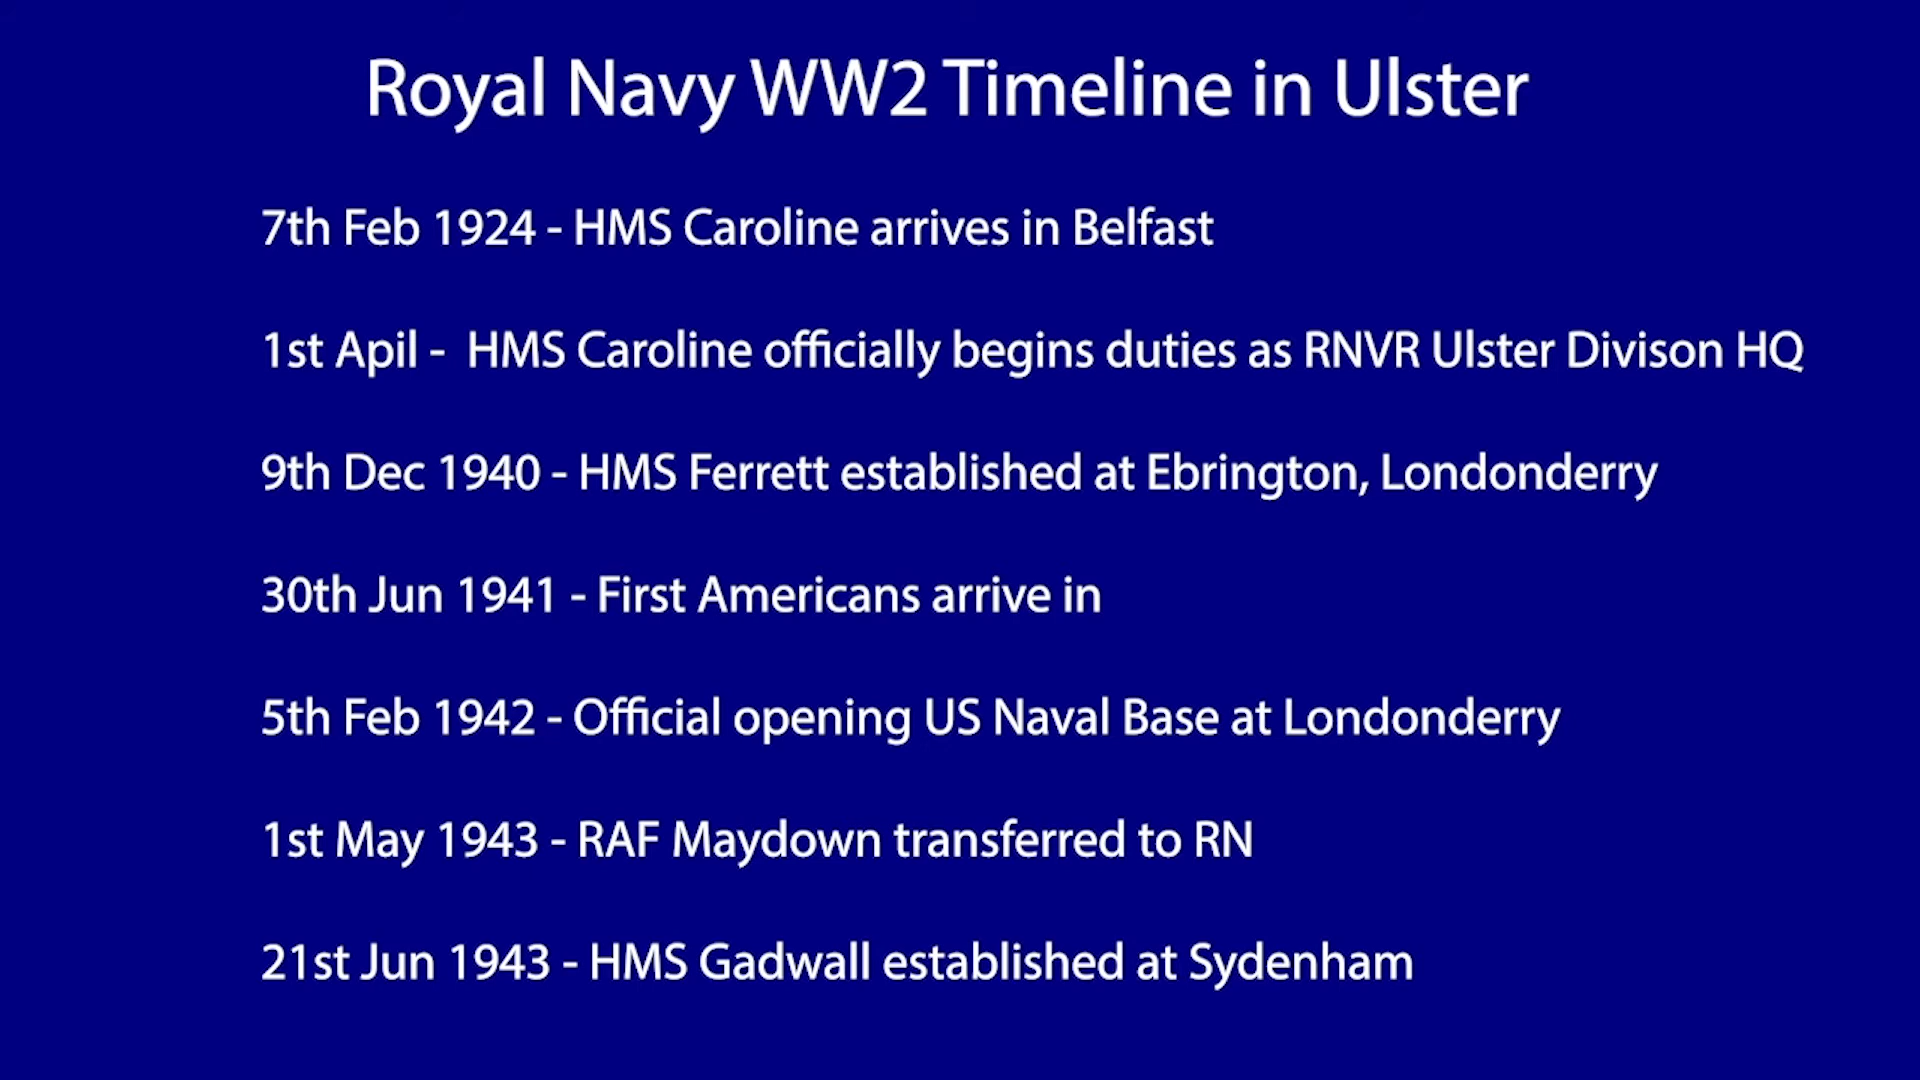 Royal Navy WW2 Timeline in Ulster
7th Feb 1924 - HMS Caroline arrives in Belfast
1st Apil -  HMS Caroline officially begins duties as RNVR Ulster Divison HQ
9th Dec 1940 - HMS Ferrett established at Ebrington, Londonderry
30th Jun 1941 - First Americans arrive in
5th Feb 1942 - Official opening US Naval Base at Londonderry
1st May 1943 - RAF Maydown transferred to RN
21st Jun 1943 - HMS Gadwall established at Sydenham